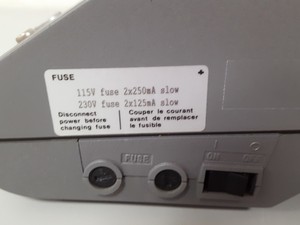 FUSE
115V fuse 2x250mA slow
230V fuse 2x125mA slow
Disconnect
power before
changing fuse
Couper le courant
avant de remplacer
le fusible
FUSE
I O
ON OFF